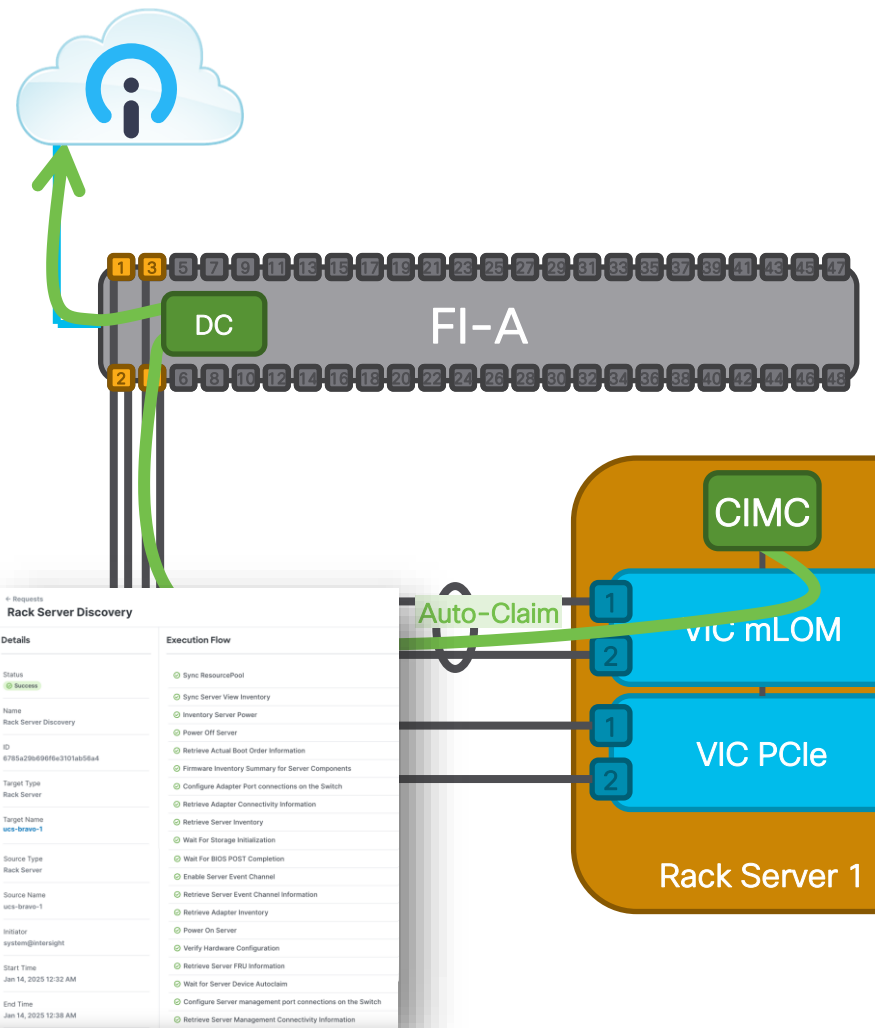 1 3 5 7 9 11 13 15 17 19 21 23 25 27 29 31 33 35 37 39 41 43 45 47
DC
FI-A
2 6 8 10 12 14 16 18 20 22 24 26 28 30 32 34 36 38 40 42 44 46 48
CIMC
Auto-Claim
1
VIC mLOM
2
1
VIC PCIe
2
Rack Server 1
← Requests
Rack Server Discovery
Details
Status
Success
Name
Rack Server Discovery
ID
6785a29b696f6e3101ab56a4
Target Type
Rack Server
Target Name
ucs-bravo-1
Source Type
Rack Server
Source Name
ucs-bravo-1
Initiator
system@intersight
Start Time
Jan 14, 2025 12:32 AM
End Time
Jan 14, 2025 12:38 AM
Execution Flow
Sync ResourcePool
Sync Server View Inventory
Inventory Server Power
Power Off Server
Retrieve Actual Boot Order Information
Firmware Inventory Summary for Server Components
Configure Adapter Port connections on the Switch
Retrieve Adapter Connectivity Information
Retrieve Server Inventory
Wait For Storage Initialization
Wait For BIOS POST Completion
Enable Server Event Channel
Retrieve Server Event Channel Information
Retrieve Adapter Inventory
Power On Server
Verify Hardware Configuration
Retrieve Server FRU Information
Wait for Server Device Autoclaim
Configure Server management port connections on the Switch
Retrieve Server Management Connectivity Information